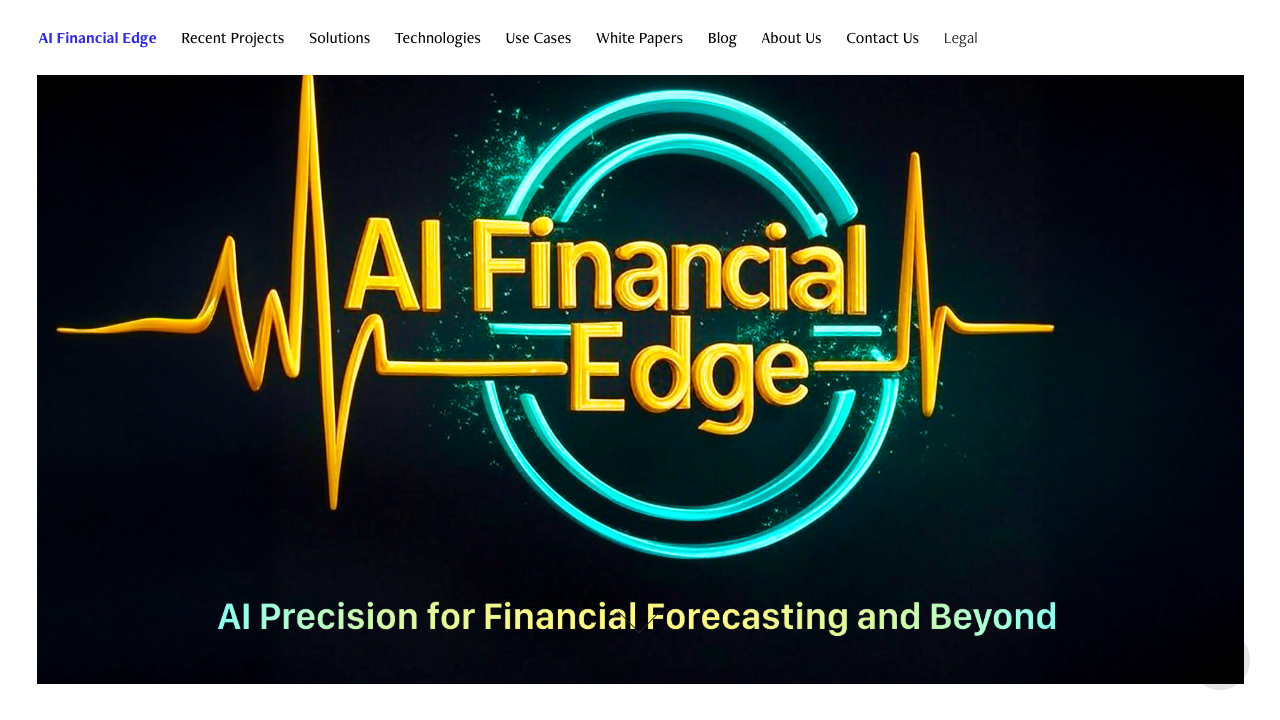 AI Financial Edge Recent Projects Solutions Technologies Use Cases White Papers Blog About Us Contact Us Legal
AI Financial
Edge
AI Precision for Financial Forecasting and Beyond